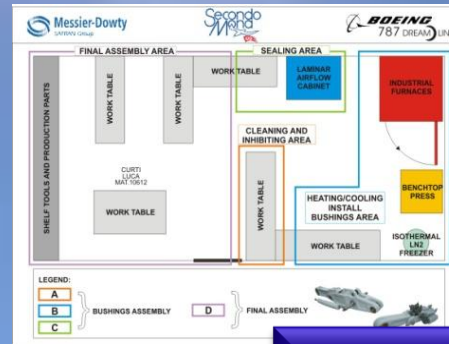 Messier-Dowty
SAFRAN Group
Secondo
Mona
BOEING
787 DREAM LIN
FINAL ASSEMBLY AREA
SEALING AREA
WORK TABLE
LAMINAR
AIRFLOW
CABINET
INDUSTRIAL
FURNACES
SHELF TOOLS AND PRODUCTION PARTS
WORK TABLE
WORK TABLE
CLEANING AND
INHIBITING AREA
CURTI
LUCA
MAT.10612
WORK TABLE
WORK TABLE
HEATING/COOLING
INSTALL
BUSHINGS AREA
BENCHTOP
PRESS
WORK TABLE
ISOTHERMAL
LN2
FREEZER
LEGEND:
A
B
C
BUSHINGS ASSEMBLY
D
FINAL ASSEMBLY